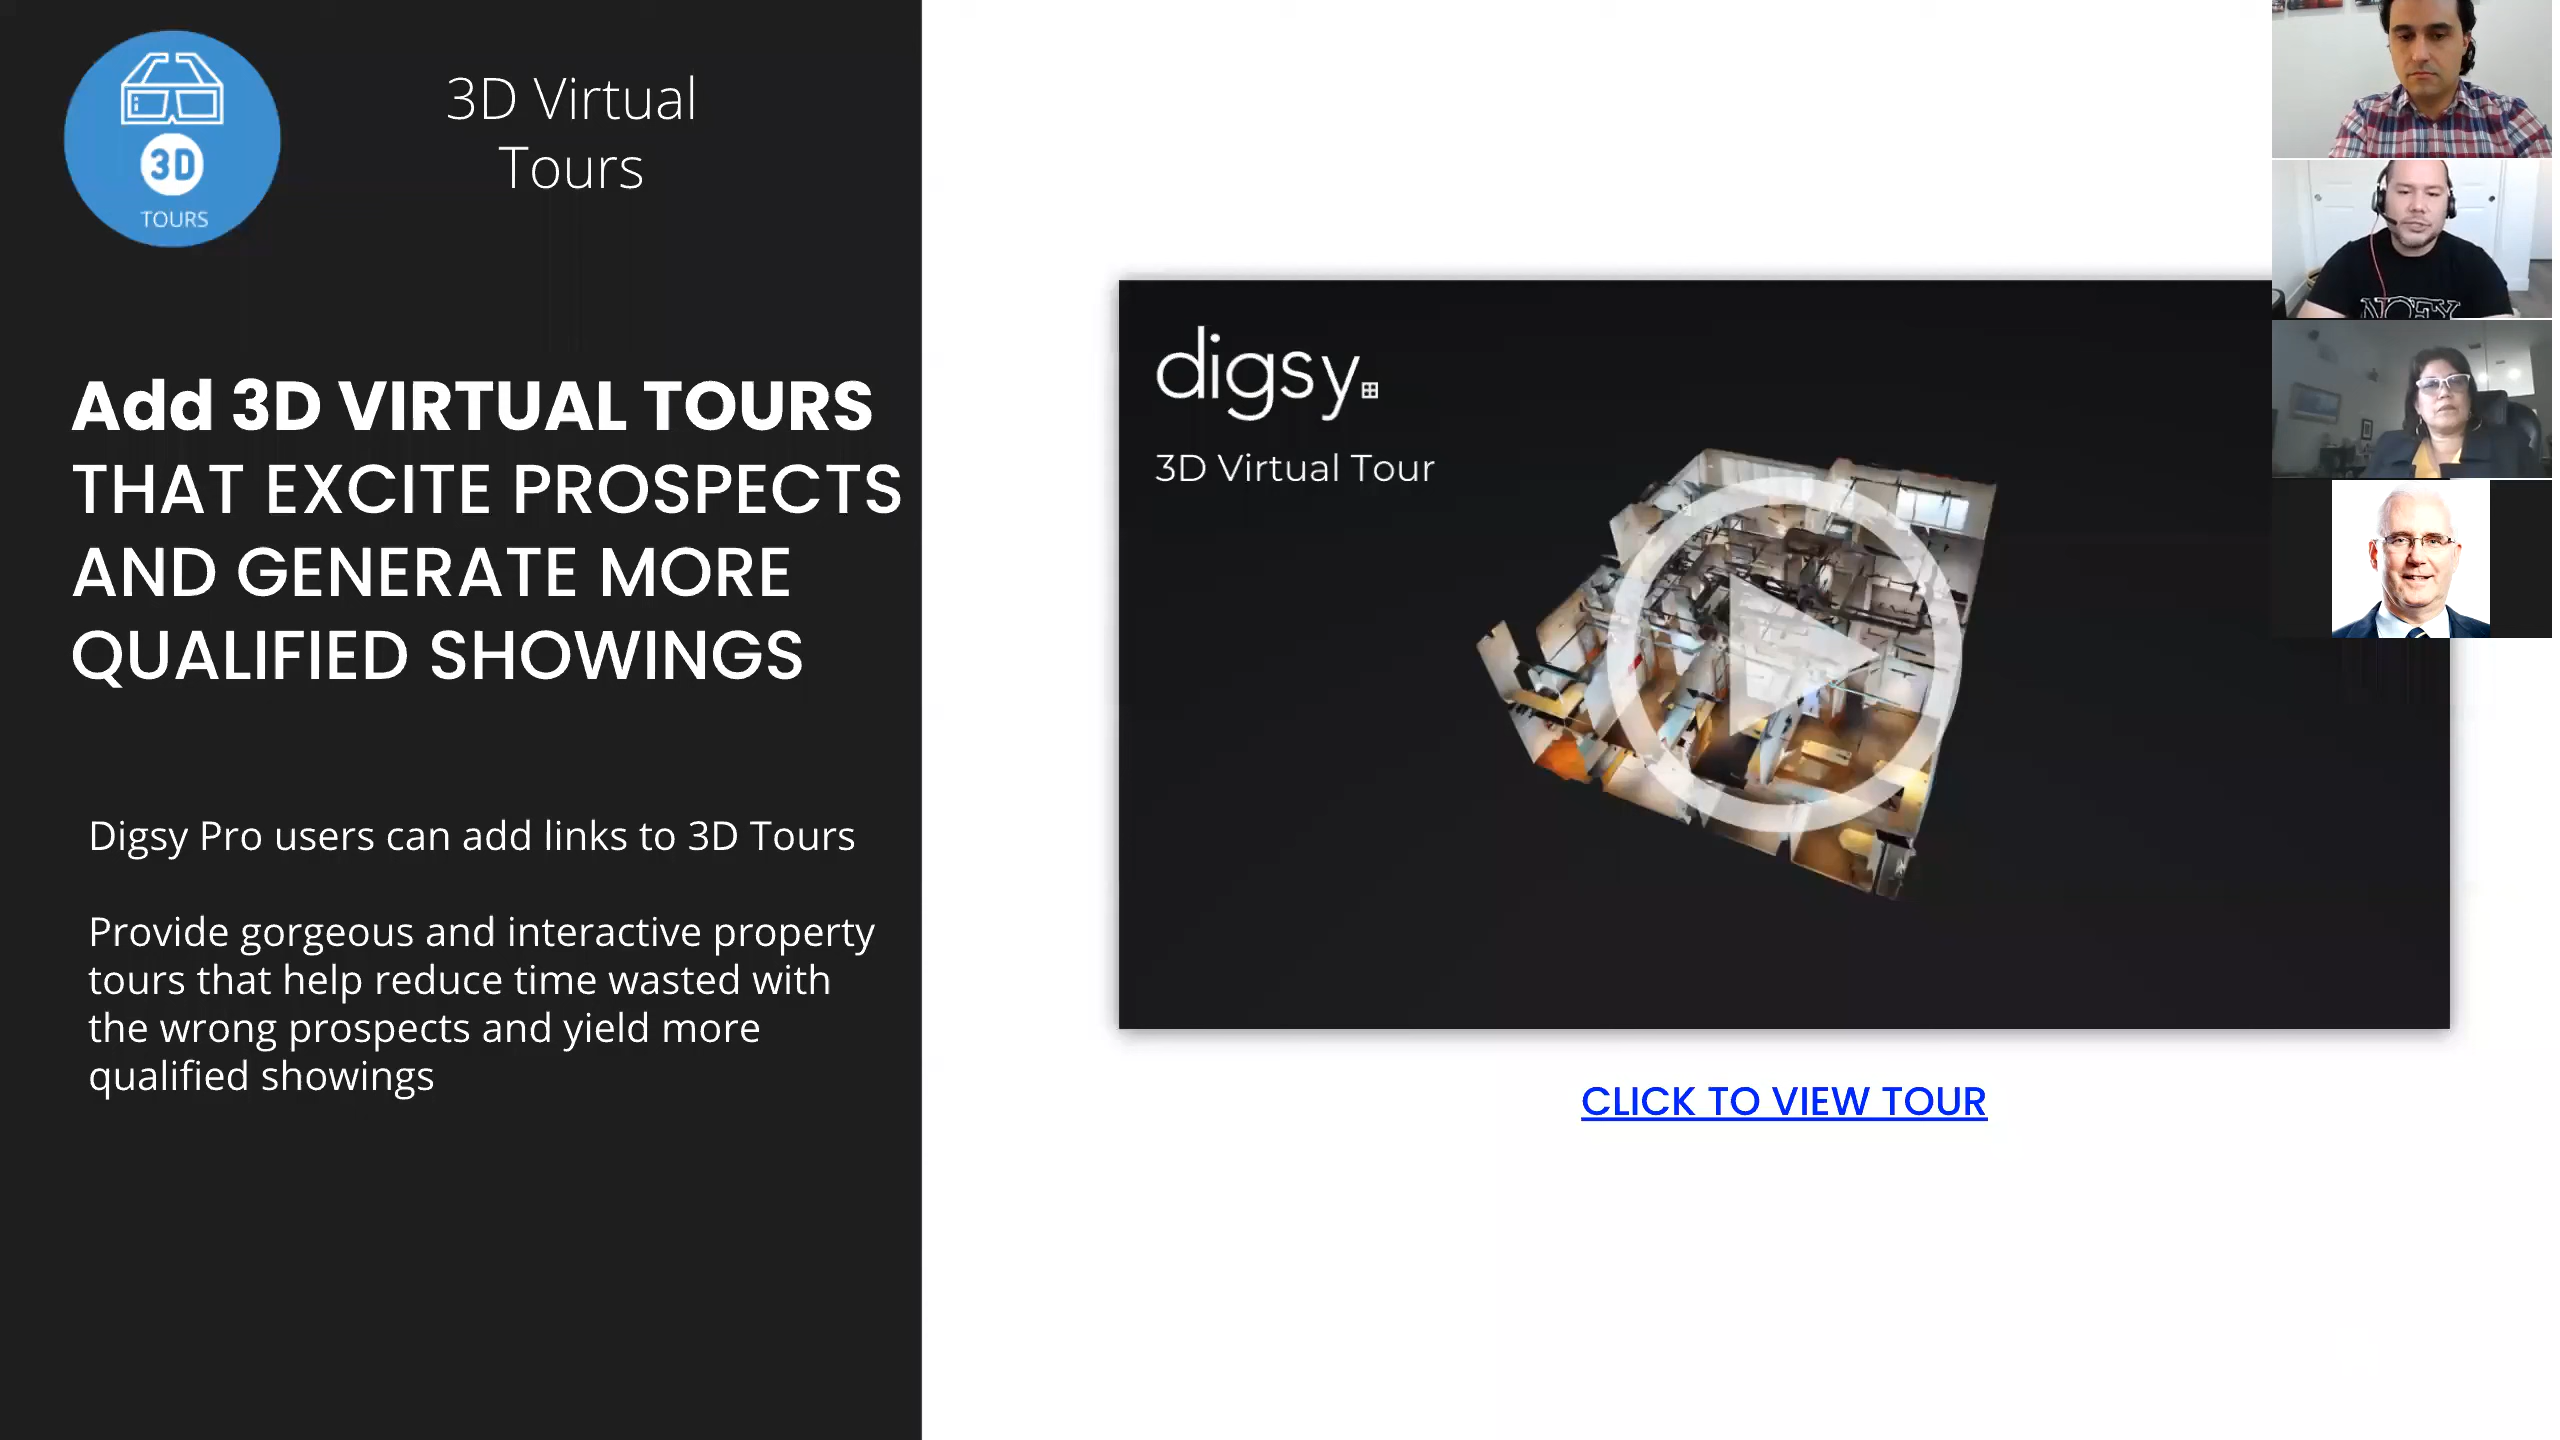 3D
TOURS
3D Virtual
Tours
Add 3D VIRTUAL TOURS
THAT EXCITE PROSPECTS
AND GENERATE MORE
QUALIFIED SHOWINGS
Digsy Pro users can add links to 3D Tours
Provide gorgeous and interactive property
tours that help reduce time wasted with
the wrong prospects and yield more
qualified showings
digsy
3D Virtual Tour
CLICK TO VIEW TOUR